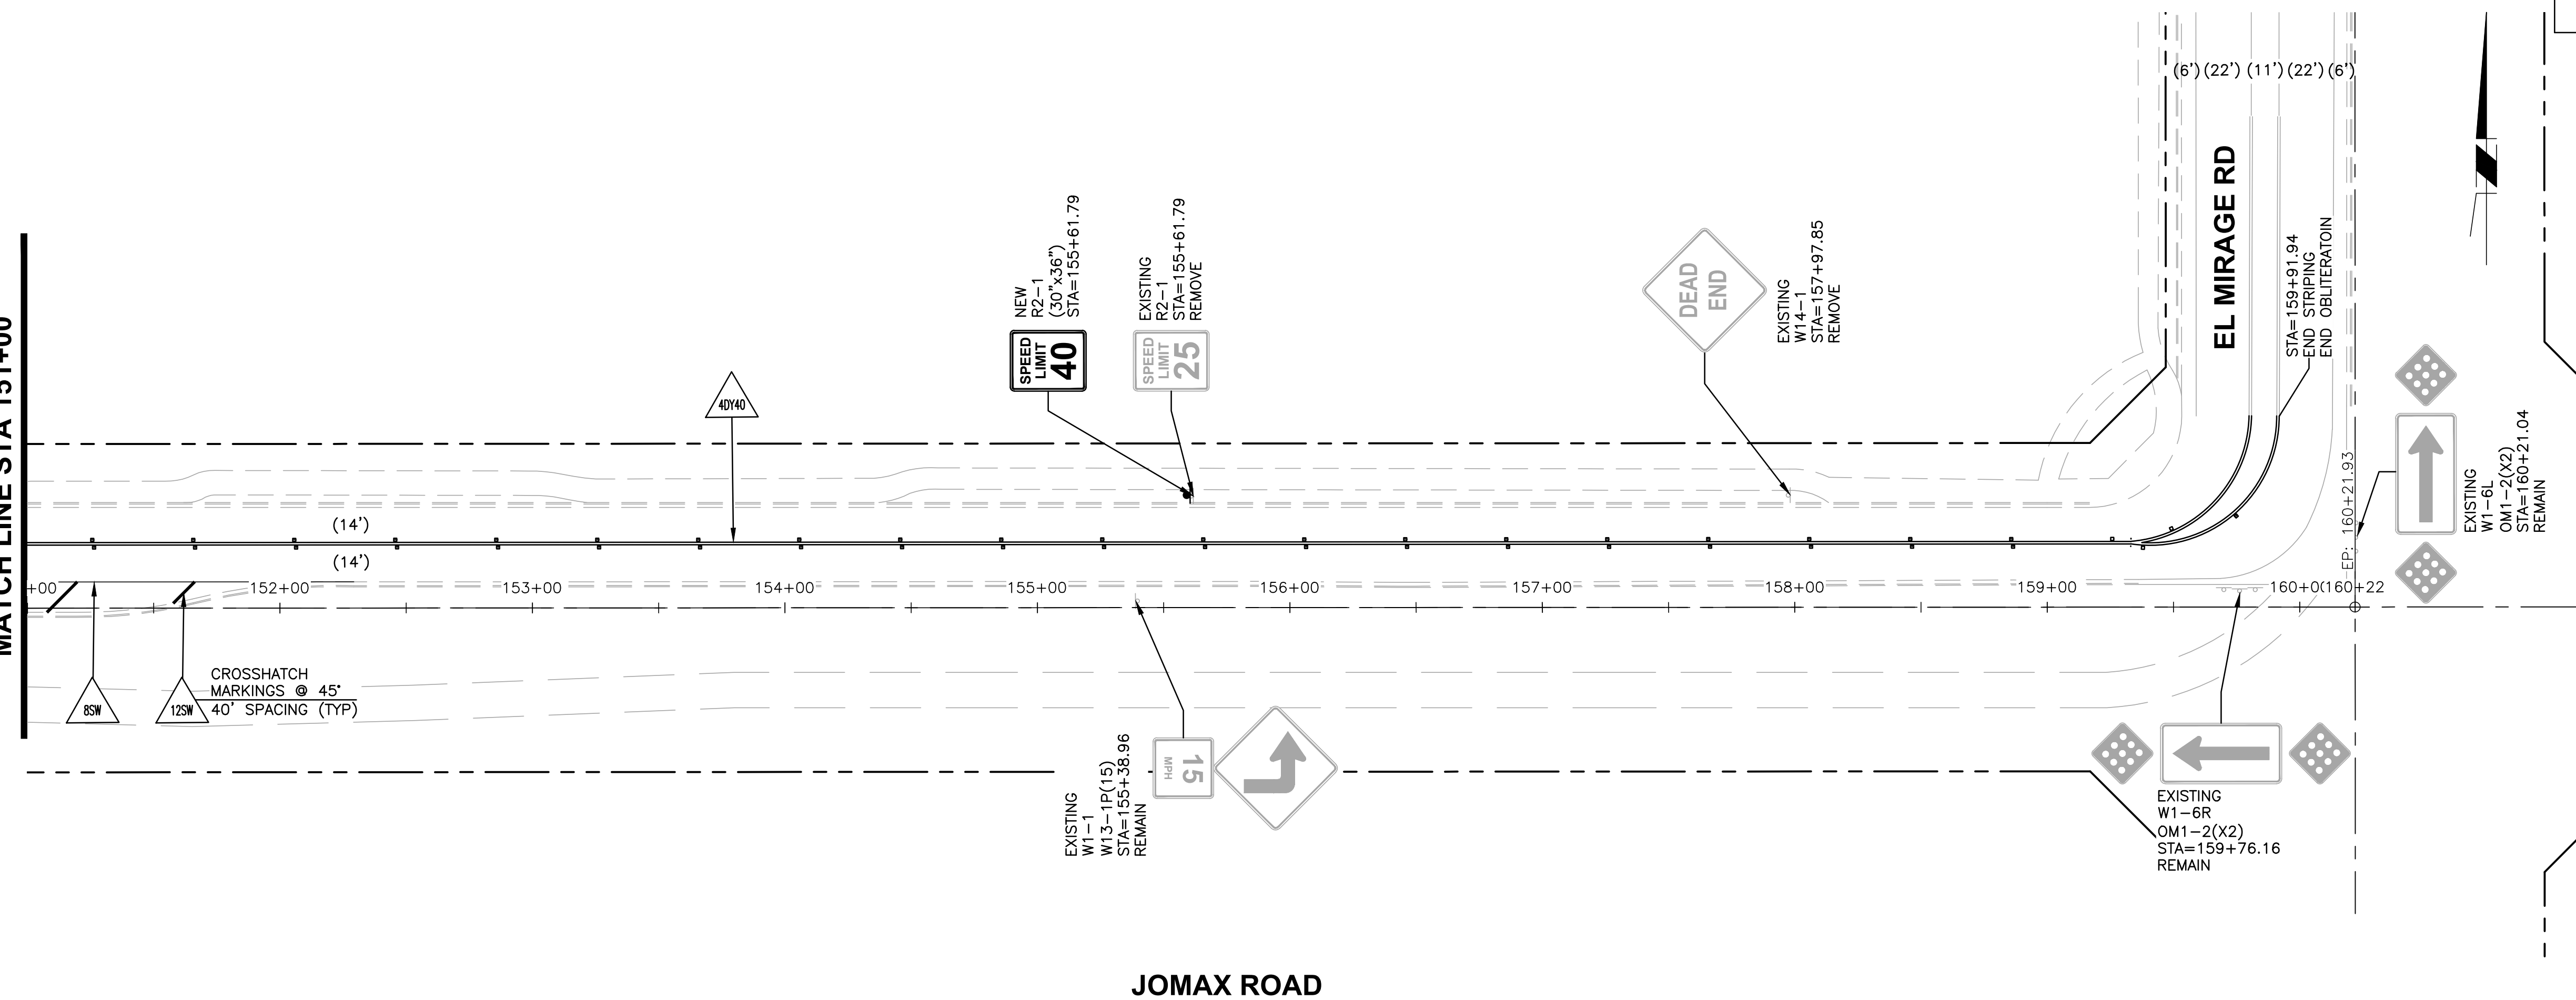 MATCH LINE STA 151+00
(6') (22') (11') (22') (6')
EL MIRAGE RD
STA=159+91.94
END STRIPING
END OBLITERATOIN
NEW
R2-1
(30"x36")
STA=155+61.79
SPEED
LIMIT
40
EXISTING
R2-1
STA=155+61.79
REMOVE
SPEED
LIMIT
25
DEAD
END
EXISTING
W14-1
STA=157+97.85
REMOVE
4DY40
(14')
(14')
+00 152+00 153+00 154+00 155+00 156+00 157+00 158+00 159+00 160+00 160+22
EP: 160+21.93
EXISTING
W1-6L
OM1-2(X2)
STA=160+21.04
REMAIN
8SW
12SW
CROSSHATCH
MARKINGS @ 45°
40' SPACING (TYP)
EXISTING
W1-1
W13-1P(15)
STA=155+38.96
REMAIN
15
MPH
EXISTING
W1-6R
OM1-2(X2)
STA=159+76.16
REMAIN
JOMAX ROAD